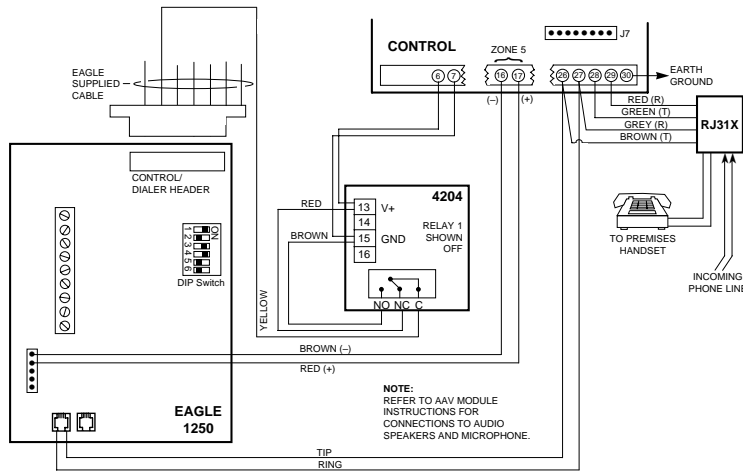 CONTROL
ZONE 5
J7
6 7 16 17 26 27 28 29 30
EARTH
GROUND
(–) (+)
RED (R)
GREEN (T)
GREY (R)
BROWN (T)
RJ31X
EAGLE
SUPPLIED
CABLE
CONTROL/
DIALER HEADER
ON
1 2 3 4 5 6
DIP Switch
4204
RED
BROWN
YELLOW
13 V+
14
15 GND
16
RELAY 1
SHOWN
OFF
NO NC C
TO PREMISES
HANDSET
INCOMING
PHONE LINE
BROWN (–)
RED (+)
NOTE:
REFER TO AAV MODULE
INSTRUCTIONS FOR
CONNECTIONS TO AUDIO
SPEAKERS AND MICROPHONE.
EAGLE
1250
TIP
RING